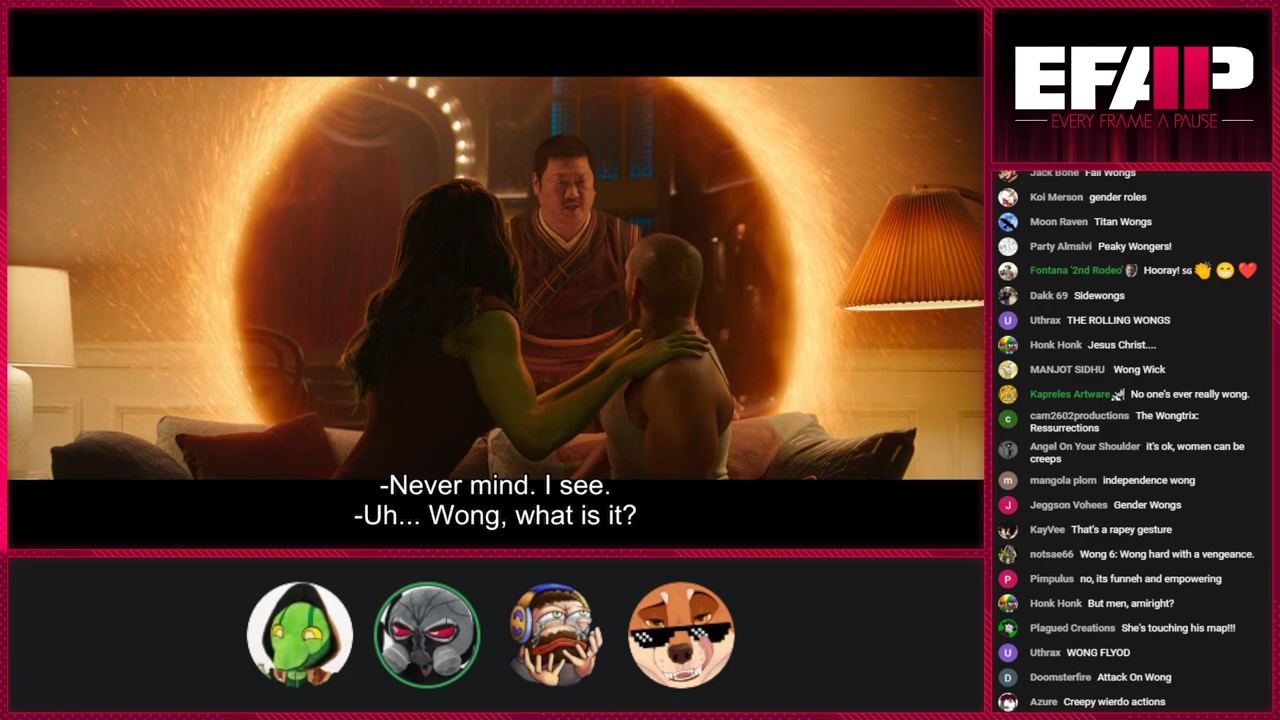 -Never mind. I see.
-Uh... Wong, what is it?
EFAP
EVERY FRAME A PAUSE
Jack Bone Fall Wongs
Koi Merson gender roles
Moon Raven Titan Wongs
Party Almsivi Peaky Wongers!
Fontana '2nd Rodeo' Hooray! sa 👏 😁 ❤️
Dakk 69 Sidewongs
U Uthrax THE ROLLING WONGS
Honk Honk Jesus Christ....
MANJOT SIDHU Wong Wick
Kapreles Artware No one's ever really wong.
c cam2602productions The Wongtrix:
Ressurrections
Angel On Your Shoulder it's ok, women can be
creeps
m mangola plom independence wong
J Jeggson Vohees Gender Wongs
KayVee That's a rapey gesture
notsae66 Wong 6: Wong hard with a vengeance.
P Pimpulus no, its funneh and empowering
Honk Honk But men, amiright?
Plagued Creations She's touching his map!!!
U Uthrax WONG FLYOD
D Doomsterfire Attack On Wong
Azure Creepy wierdo actions